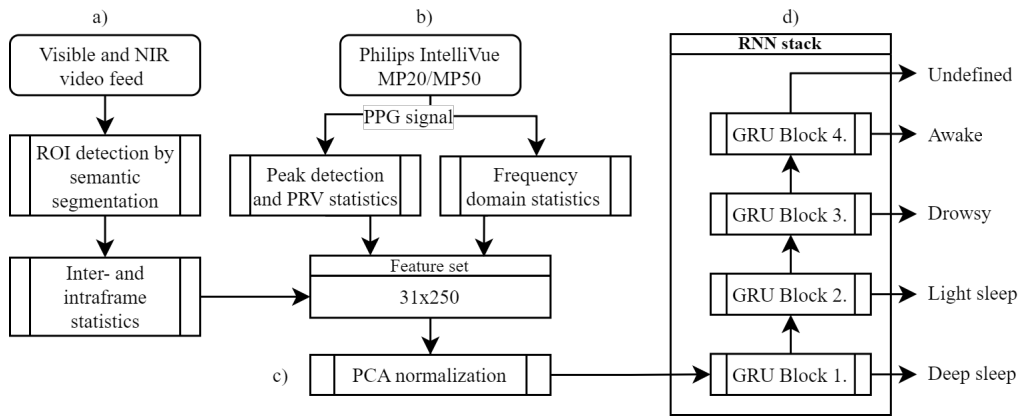 a)
Visible and NIR
video feed
ROI detection by
semantic
segmentation
Inter- and
intraframe
statistics
b)
Philips IntelliVue
MP20/MP50
PPG signal
Peak detection
and PRV statistics
Frequency
domain statistics
Feature set
31x250
c)
PCA normalization
d)
RNN stack
GRU Block 4.
GRU Block 3.
GRU Block 2.
GRU Block 1.
Undefined
Awake
Drowsy
Light sleep
Deep sleep